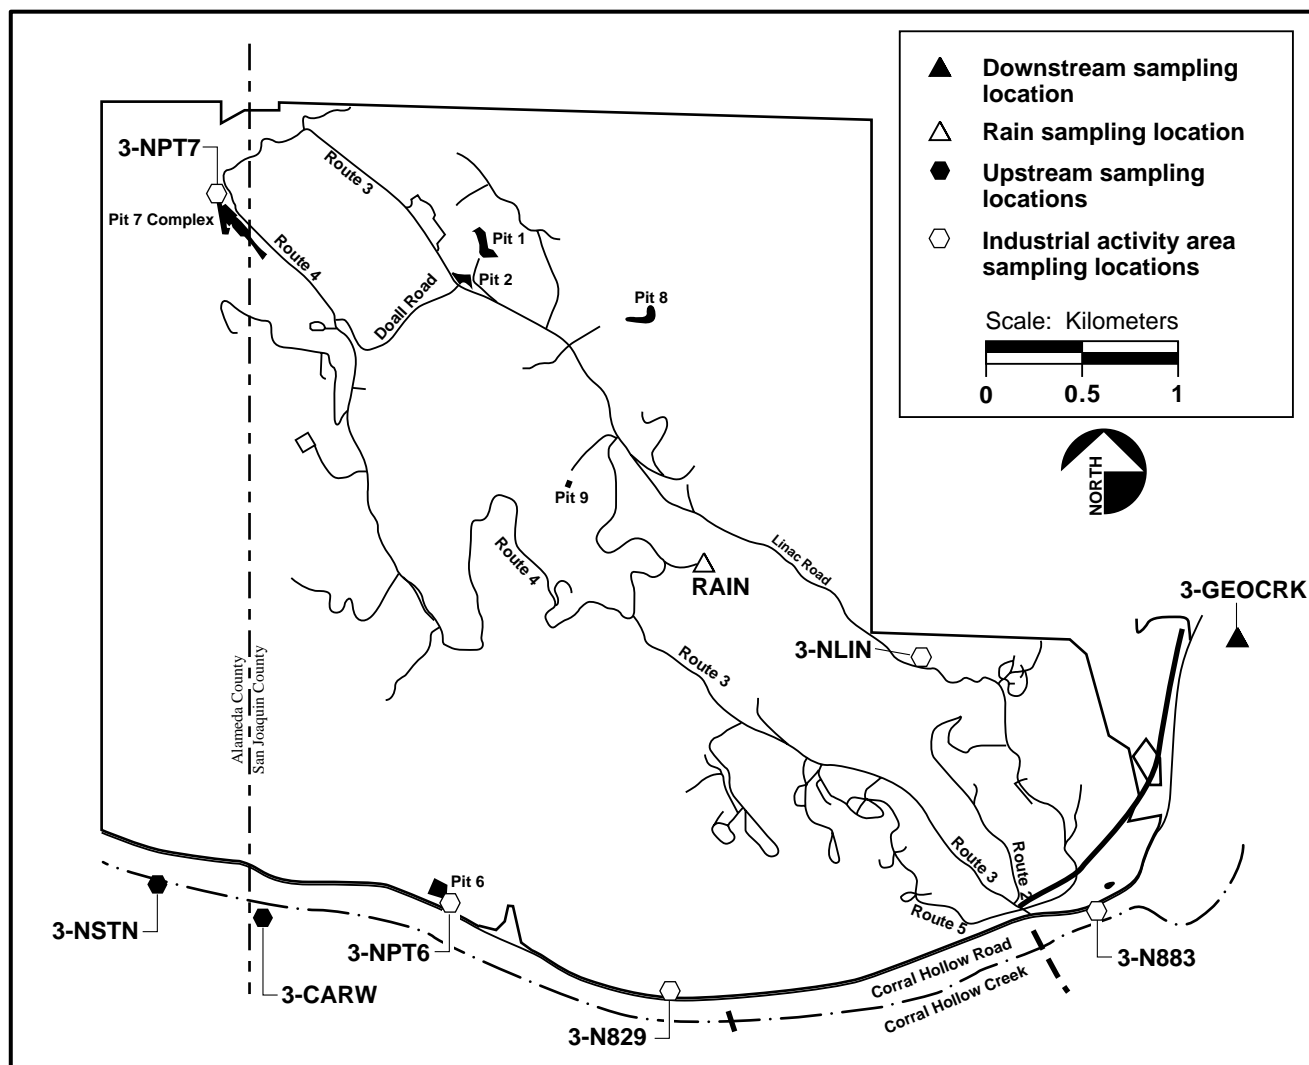 Downstream sampling
location
Rain sampling location
Upstream sampling
locations
Industrial activity area
sampling locations
Scale: Kilometers
0 0.5 1
NORTH
3-NPT7
Pit 7 Complex
Route 3
Route 4
Pit 1
Pit 2
Doall Road
Pit 8
Pit 9
Route 4
RAIN
Linac Road
3-GEOCRK
3-NLIN
Route 3
Alameda County
San Joaquin County
Route 3
Route 2
Route 5
Pit 6
3-NSTN
3-CARW
3-NPT6
3-N829
3-N883
Corral Hollow Road
Corral Hollow Creek